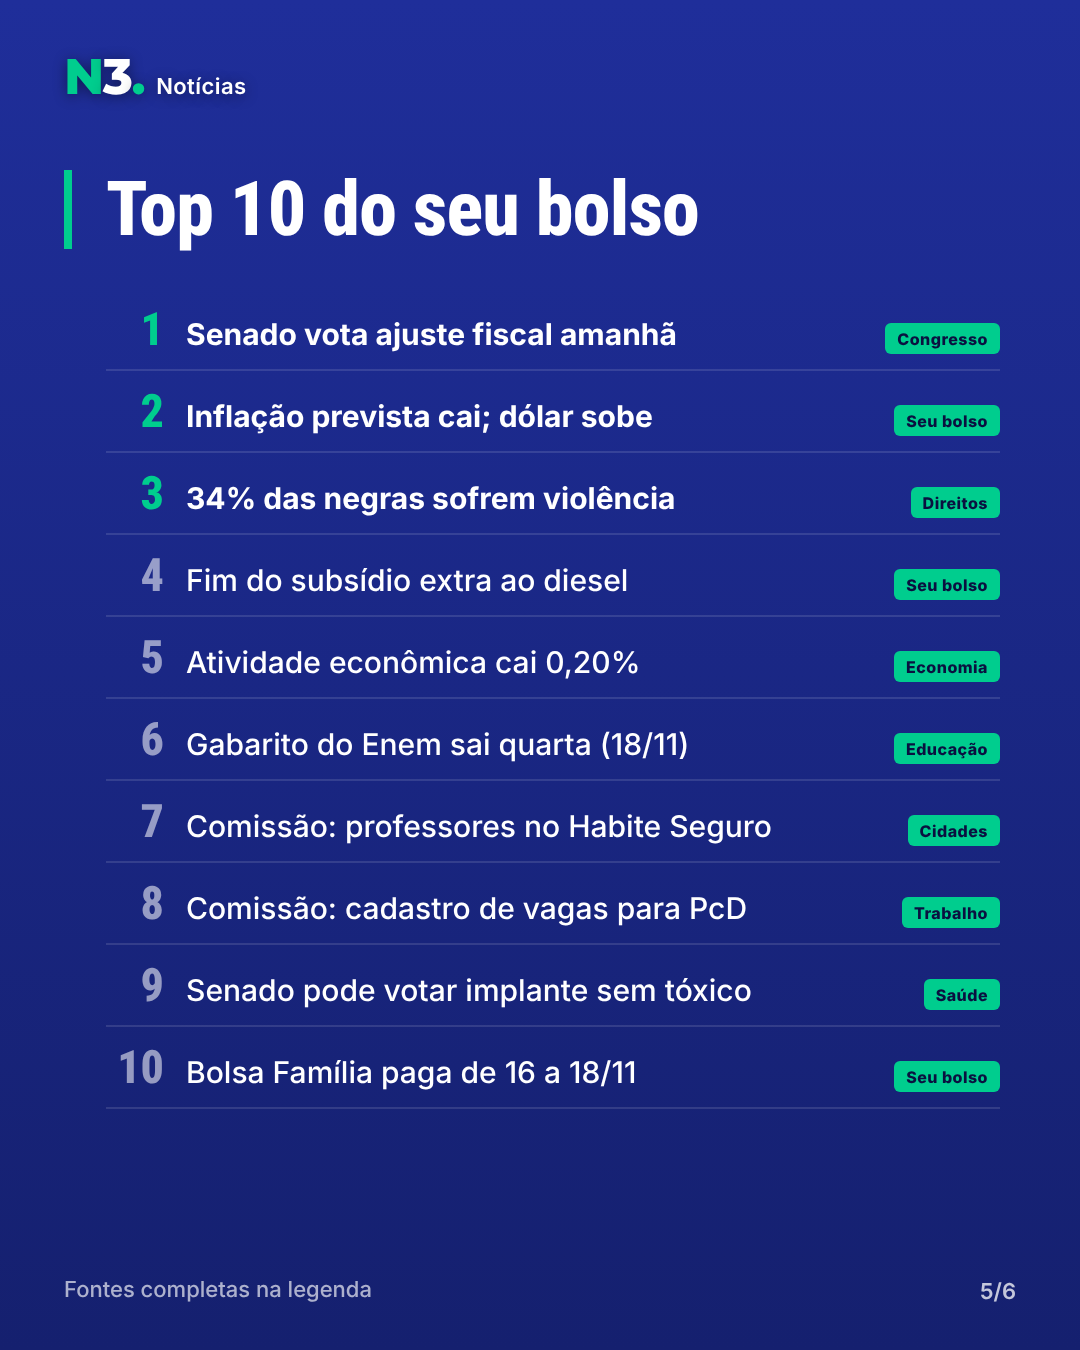 N3. Notícias
Top 10 do seu bolso
1 Senado vota ajuste fiscal amanhã Congresso
2 Inflação prevista cai; dólar sobe Seu bolso
3 34% das negras sofrem violência Direitos
4 Fim do subsídio extra ao diesel Seu bolso
5 Atividade econômica cai 0,20% Economia
6 Gabarito do Enem sai quarta (18/11) Educação
7 Comissão: professores no Habite Seguro Cidades
8 Comissão: cadastro de vagas para PcD Trabalho
9 Senado pode votar implante sem tóxico Saúde
10 Bolsa Família paga de 16 a 18/11 Seu bolso
Fontes completas na legenda 5/6